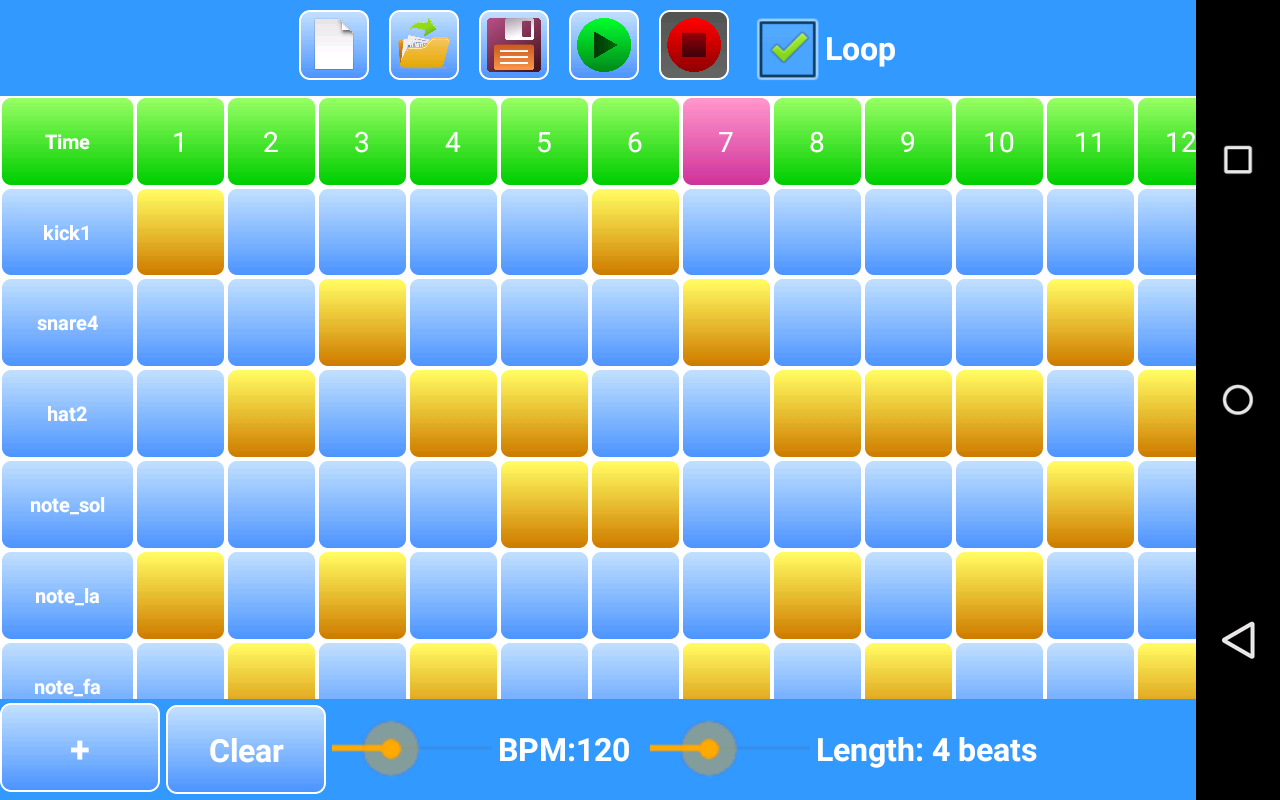 Loop
Time 1 2 3 4 5 6 7 8 9 10 11 12
kick1
snare4
hat2
note_sol
note_la
note_fa
+ Clear BPM:120 Length: 4 beats